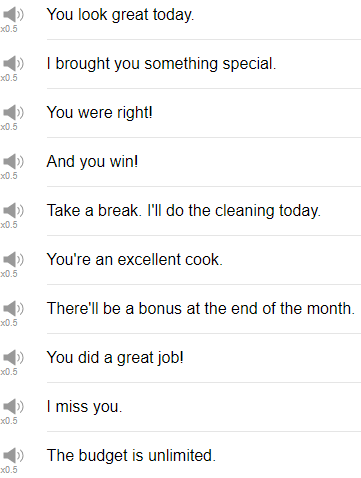 You look great today.
x0.5
I brought you something special.
x0.5
You were right!
x0.5
And you win!
x0.5
Take a break. I'll do the cleaning today.
x0.5
You're an excellent cook.
x0.5
There'll be a bonus at the end of the month.
x0.5
You did a great job!
x0.5
I miss you.
x0.5
The budget is unlimited.
x0.5